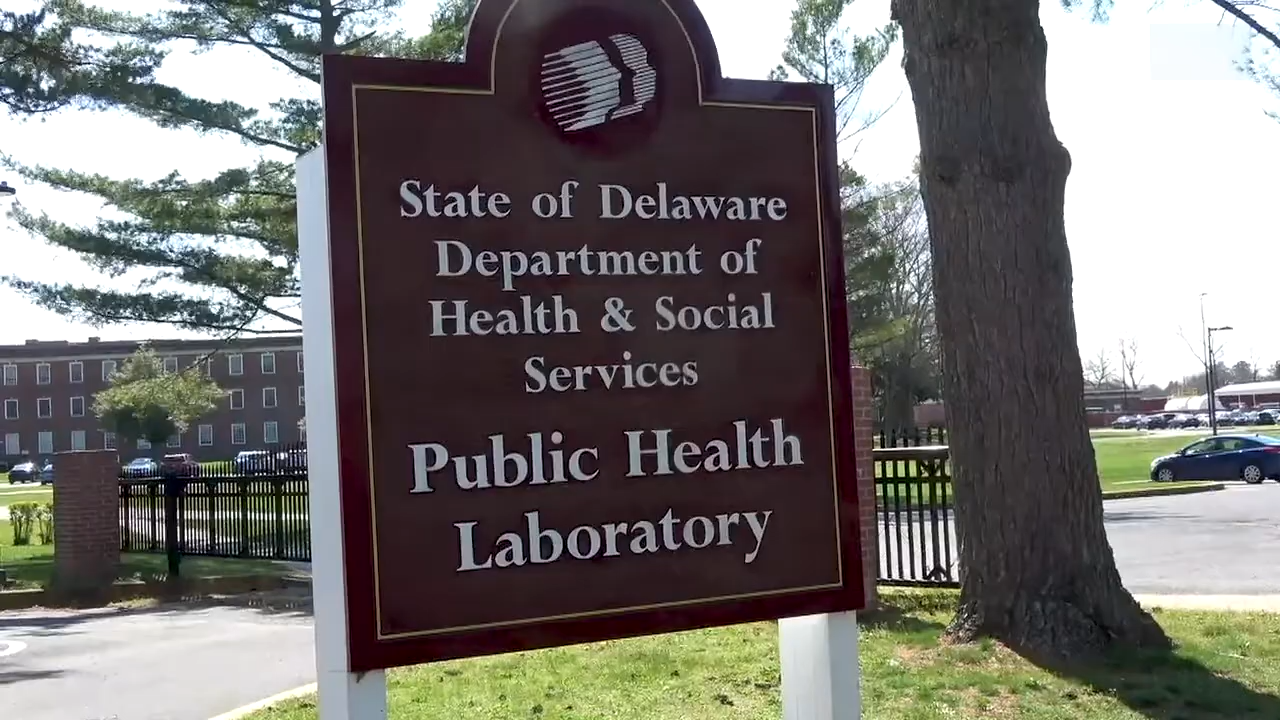 State of Delaware
Department of
Health & Social
Services
Public Health
Laboratory